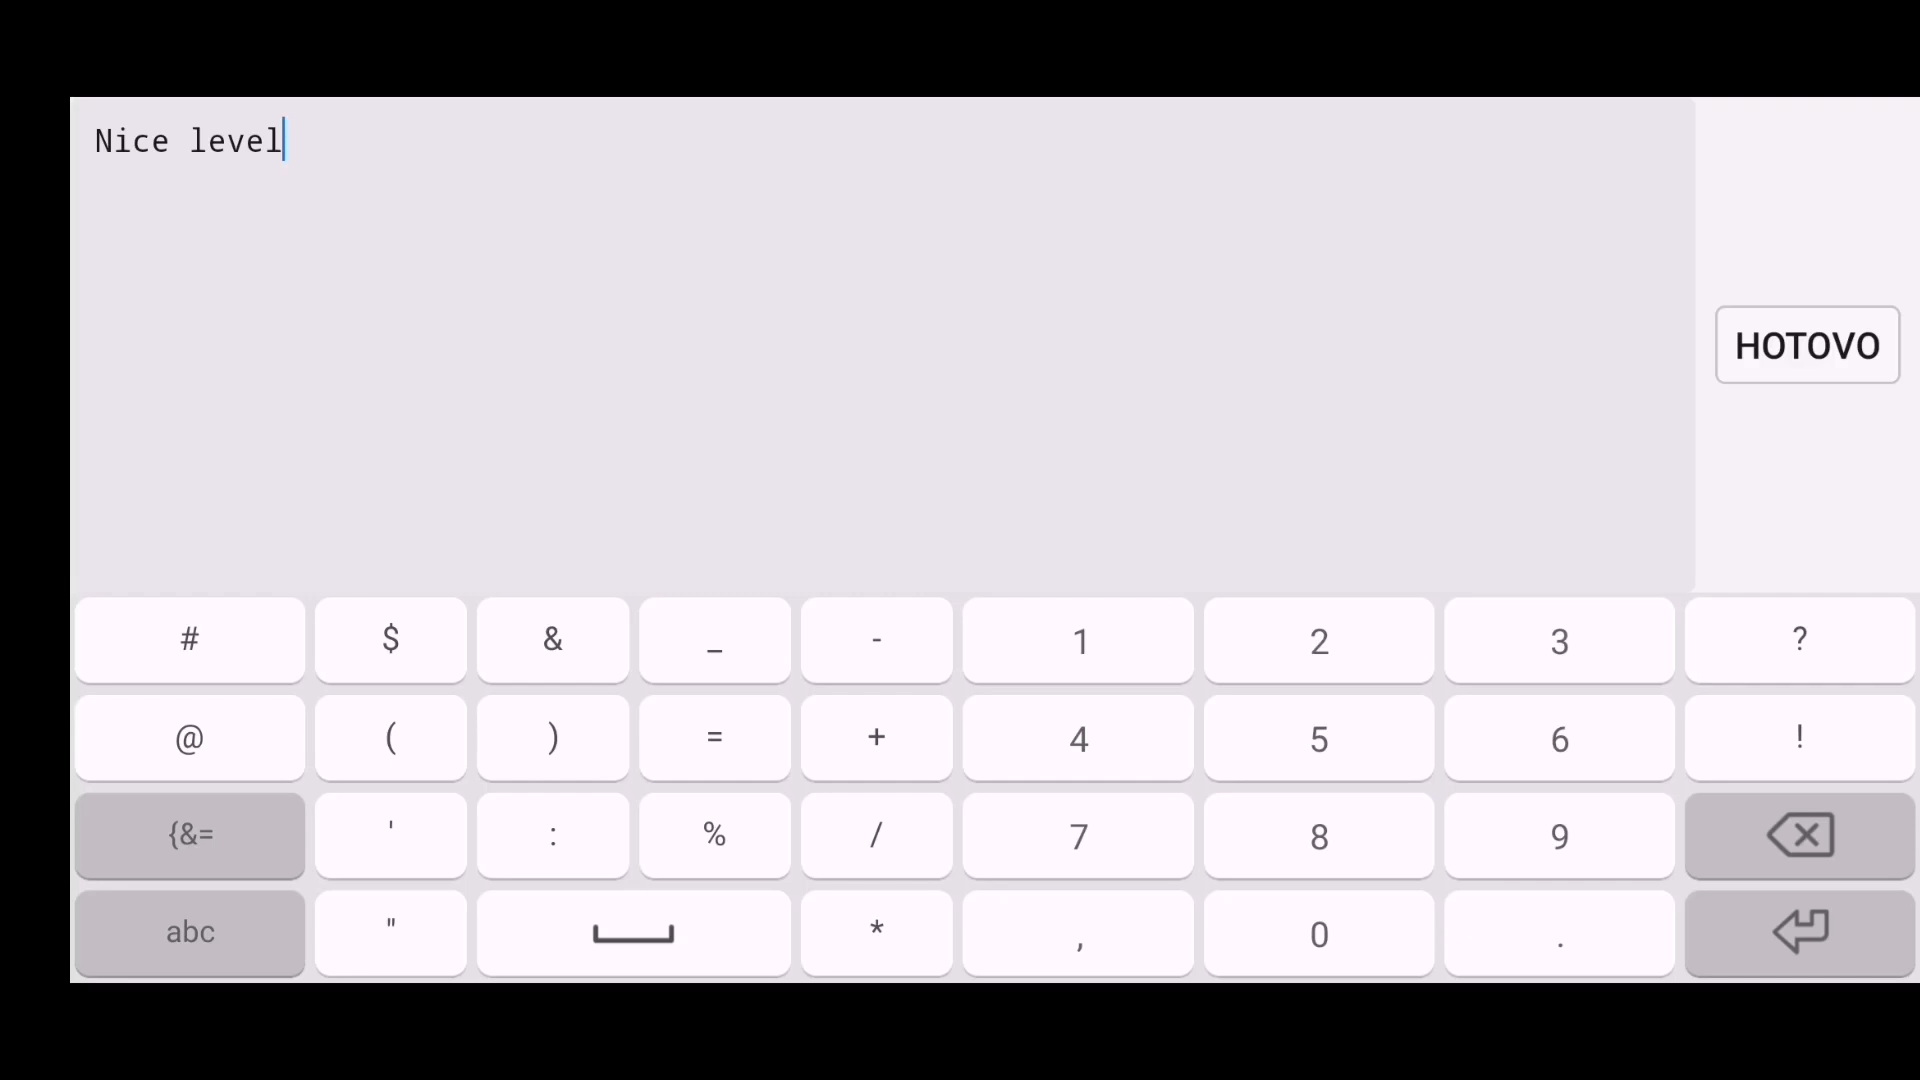 Nice level
HOTOVO
# $ & _ - 1 2 3 ?
@ ( ) = + 4 5 6 !
{&= ' : % / 7 8 9
abc " * , 0 .